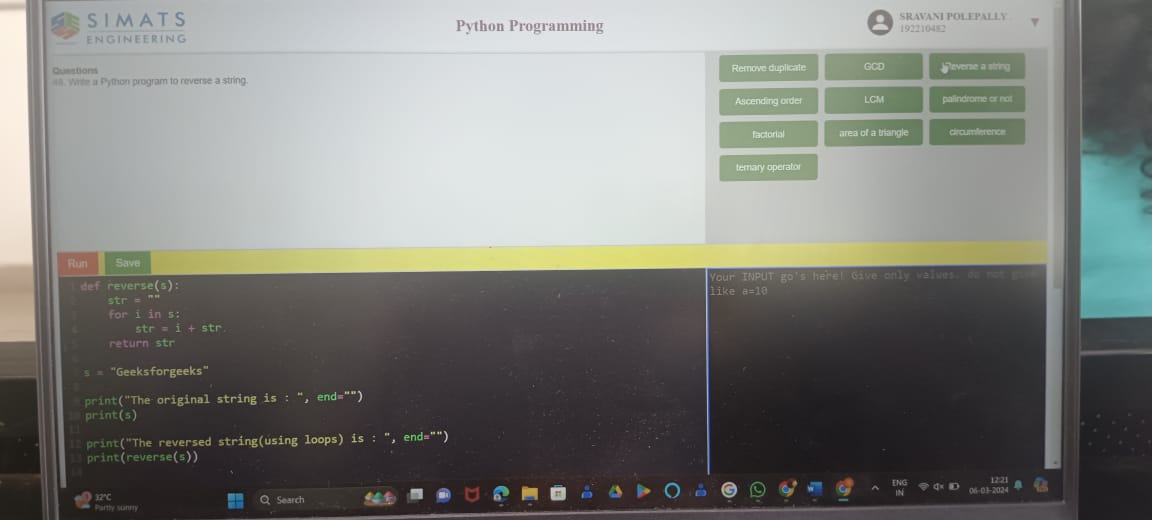 SIMATS
ENGINEERING
Python Programming
SRAVANI POLEPALLY
192210482
Questions
48. Write a Python program to reverse a string.
Remove duplicate
GCD
Reverse a string
Ascending order
LCM
palindrome or not
factorial
area of a triangle
circumference
ternary operator
Run
Save
1 def reverse(s):
2 str = ""
3 for i in s:
4 str = i + str
5 return str
6
7 s = "Geeksforgeeks"
8
9 print("The original string is : ", end="")
10 print(s)
11
12 print("The reversed string(using loops) is : ", end="")
13 print(reverse(s))
14
Your INPUT go's here! Give only values. do not give
like a=10
32°C
Partly sunny
Search
ENG
IN
12:21
06-03-2024